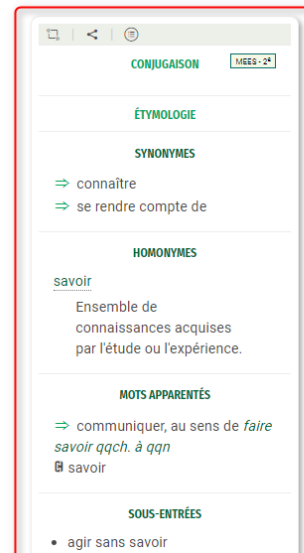 CONJUGAISON MEES - 2ᵉ
ÉTYMOLOGIE
SYNONYMES
⇒ connaître
⇒ se rendre compte de
HOMONYMES
savoir
Ensemble de
connaissances acquises
par l'étude ou l'expérience.
MOTS APPARENTÉS
⇒ communiquer, au sens de faire
savoir qqch. à qqn
savoir
SOUS-ENTRÉES
• agir sans savoir